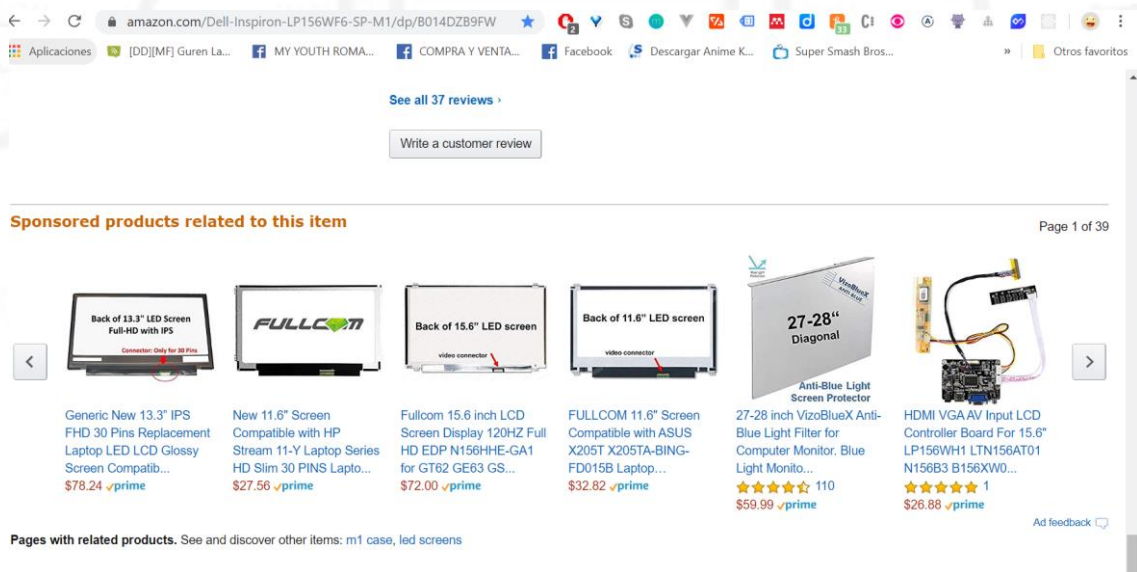 amazon.com/Dell-Inspiron-LP156WF6-SP-M1/dp/B014DZB9FW
2
33
Aplicaciones
[DD][MF] Guren La...
MY YOUTH ROMA...
COMPRA Y VENTA...
Facebook
Descargar Anime K...
Super Smash Bros...
»
Otros favoritos
See all 37 reviews ›
Write a customer review
Sponsored products related to this item
Page 1 of 39
Back of 13.3" LED Screen
Full-HD with IPS
Connector: Only for 30 Pins
Generic New 13.3" IPS
FHD 30 Pins Replacement
Laptop LED LCD Glossy
Screen Compatib...
$78.24 prime
FULLCOM
New 11.6" Screen
Compatible with HP
Stream 11-Y Laptop Series
HD Slim 30 PINS Lapto...
$27.56 prime
Back of 15.6" LED screen
video connector
Fullcom 15.6 inch LCD
Screen Display 120HZ Full
HD EDP N156HHE-GA1
for GT62 GE63 GS...
$72.00 prime
Back of 11.6" LED screen
video connector
FULLCOM 11.6" Screen
Compatible with ASUS
X205T X205TA-BING-
FD015B Laptop...
$32.82 prime
VizoBlueX
ANTI-BLUE
27-28“
Diagonal
Anti-Blue Light
Screen Protector
27-28 inch VizoBlueX Anti-
Blue Light Filter for
Computer Monitor. Blue
Light Monito...
110
$59.99 prime
HDMI VGA AV Input LCD
Controller Board For 15.6"
LP156WH1 LTN156AT01
N156B3 B156XW0...
1
$26.88 prime
Ad feedback
Pages with related products. See and discover other items: m1 case, led screens